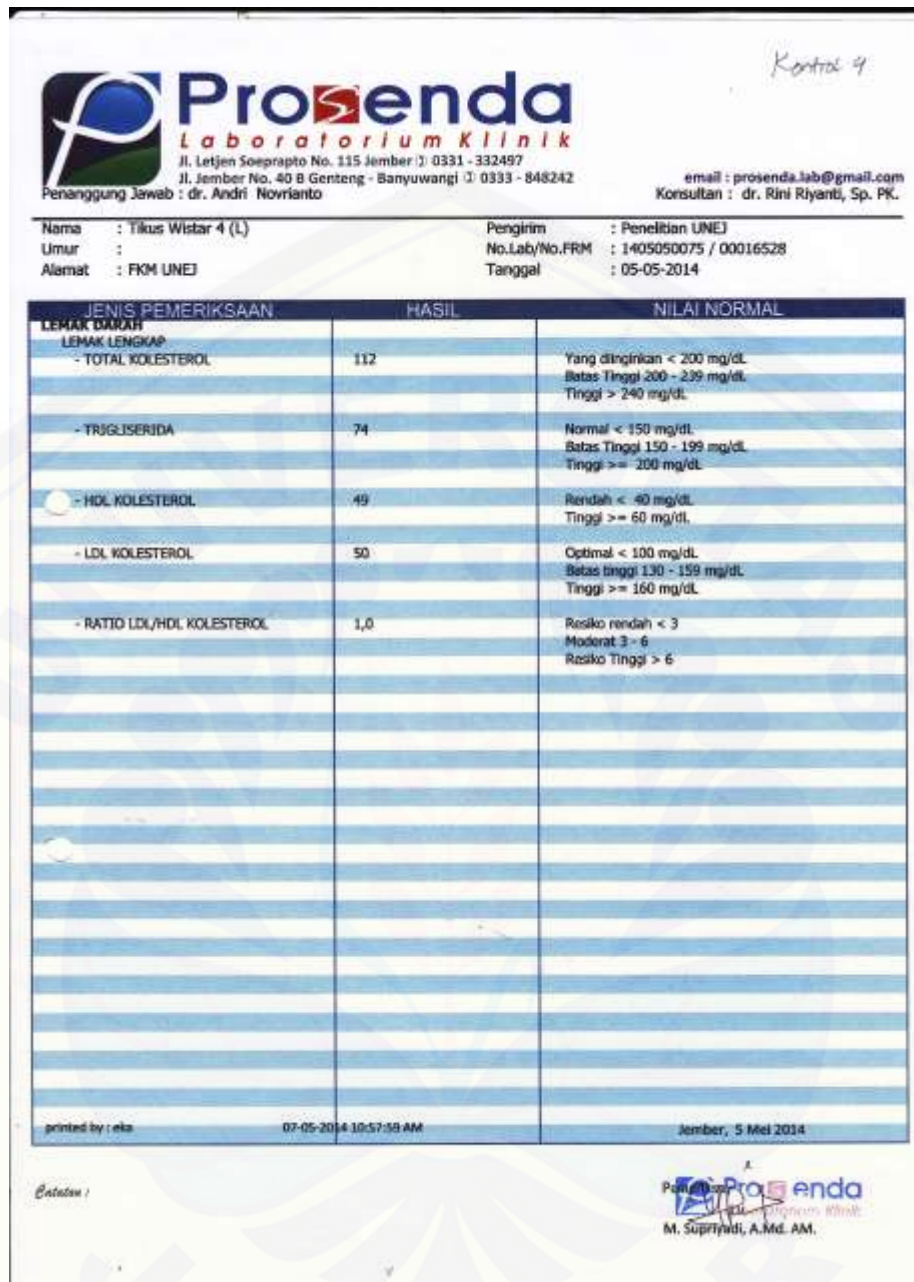 Kontrol 4
Prosenda
Laboratorium Klinik
Jl. Letjen Soeprapto No. 115 Jember 0331 - 332497
Jl. Jember No. 40 B Genteng - Banyuwangi 0333 - 848242
email : prosenda.lab@gmail.com
Penanggung Jawab : dr. Andri Novrianto
Konsultan : dr. Rini Riyanti, Sp. PK.
Nama : Tikus Wistar 4 (L)
Pengirim : Penelitian UNEJ
Umur :
No.Lab/No.FRM : 1405050075 / 00016528
Alamat : FKM UNEJ
Tanggal : 05-05-2014
JENIS PEMERIKSAAN HASIL NILAI NORMAL
LEMAK DARAH
LEMAK LENGKAP
- TOTAL KOLESTEROL 112 Yang diinginkan < 200 mg/dL
Batas Tinggi 200 - 239 mg/dL
Tinggi > 240 mg/dL
- TRIGLISERIDA 74 Normal < 150 mg/dL
Batas Tinggi 150 - 199 mg/dL
Tinggi >= 200 mg/dL
- HDL KOLESTEROL 49 Rendah < 40 mg/dL
Tinggi >= 60 mg/dL
- LDL KOLESTEROL 50 Optimal < 100 mg/dL
Batas tinggi 130 - 159 mg/dL
Tinggi >= 160 mg/dL
- RATIO LDL/HDL KOLESTEROL 1,0 Resiko rendah < 3
Moderat 3 - 6
Resiko Tinggi > 6
printed by : eka 07-05-2014 10:57:59 AM Jember, 5 Mei 2014
Catatan :
Prosenda
Klinik
M. Supriyadi, A.Md. AM.